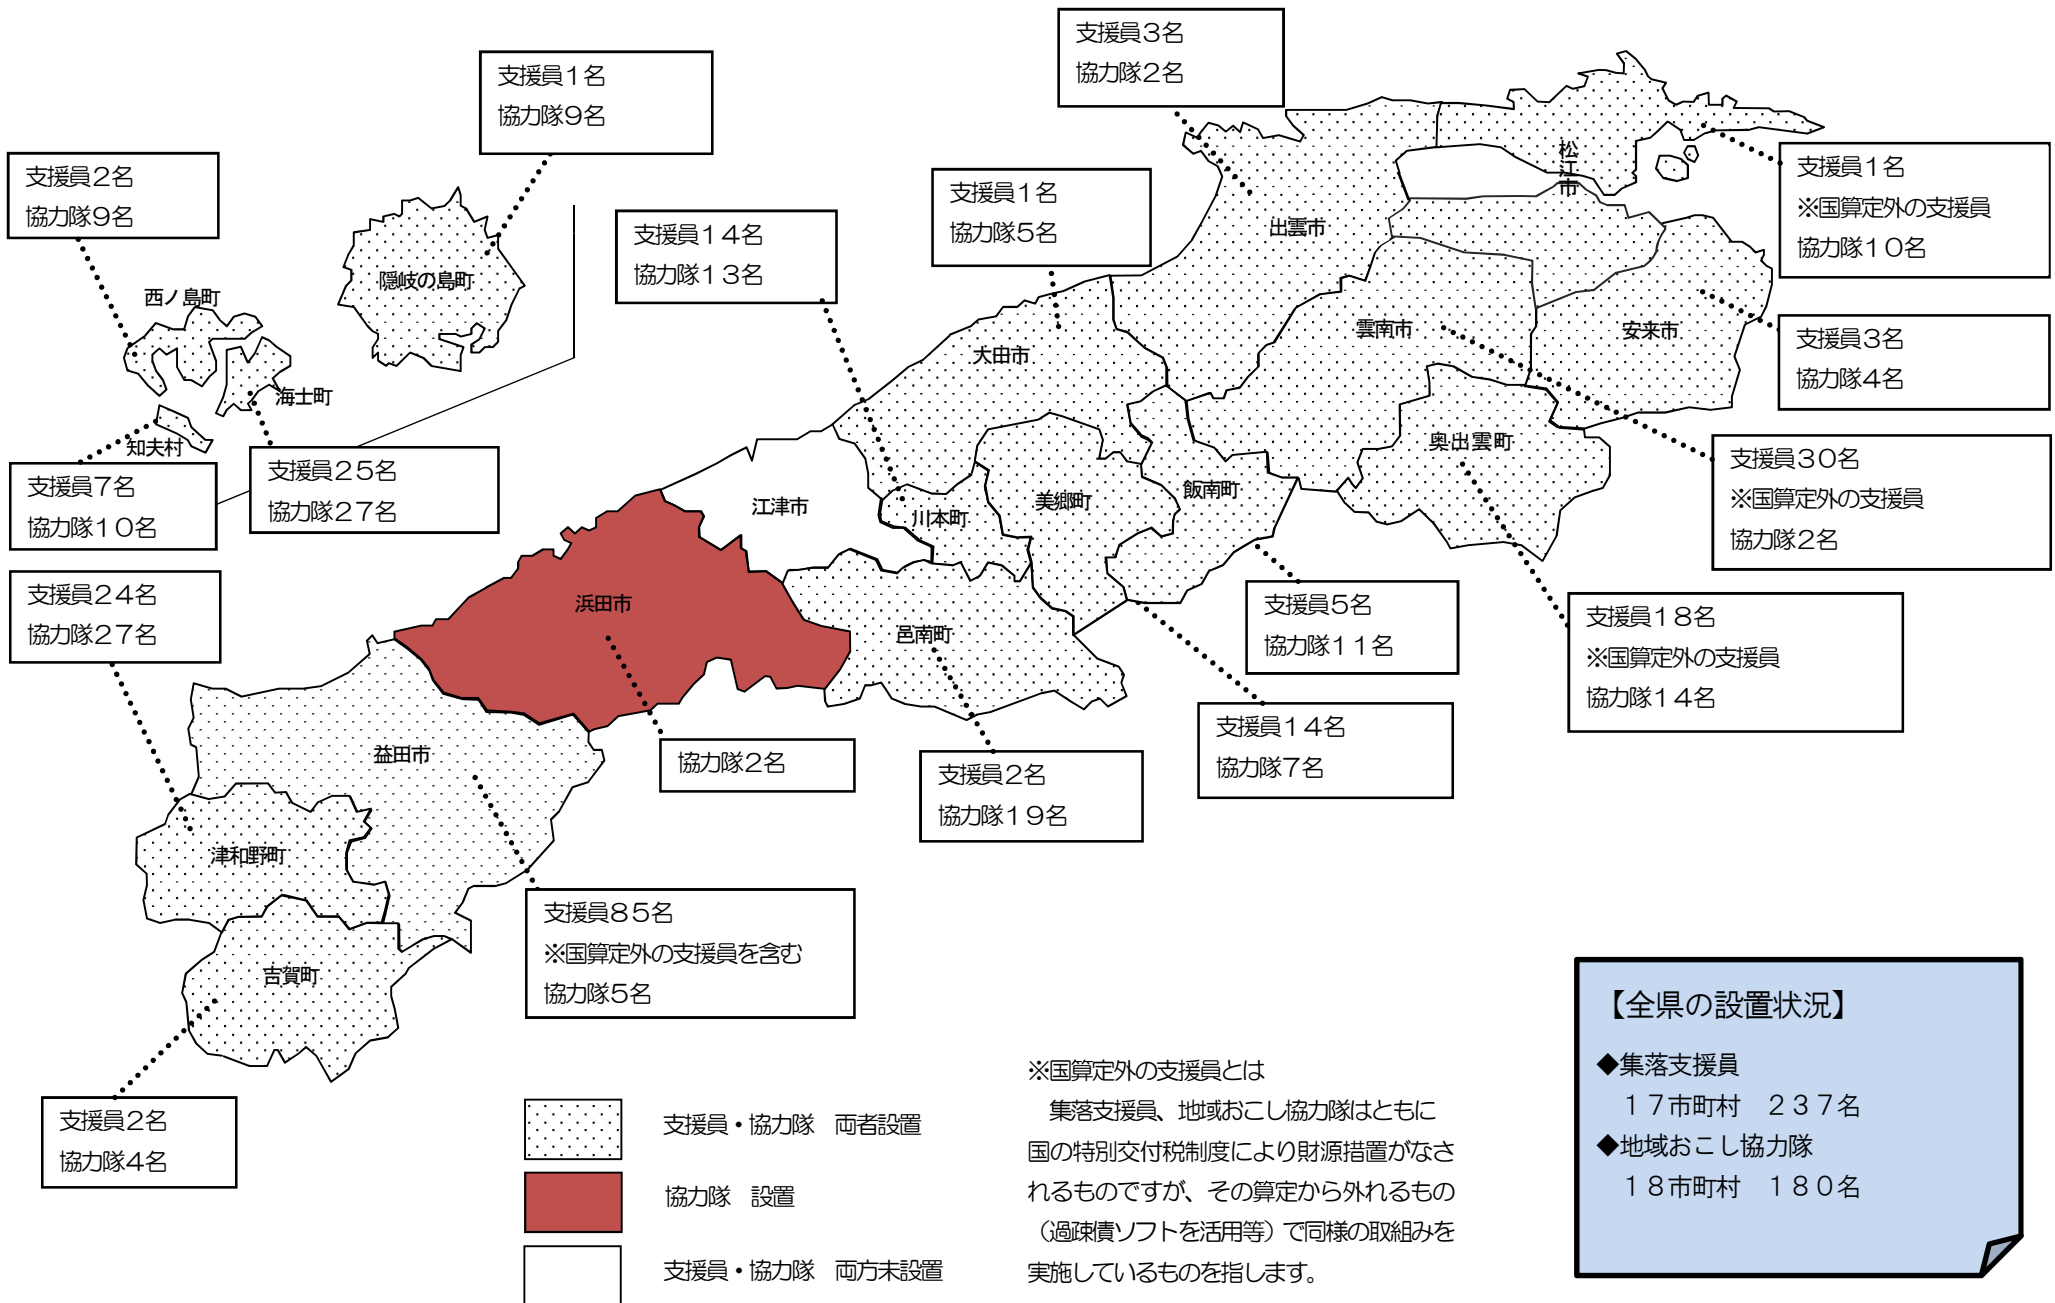 支援員3名
協力隊2名
支援員1名
協力隊9名
支援員2名
協力隊9名
支援員1名
※国算定外の支援員
協力隊10名
支援員1名
協力隊5名
支援員14名
協力隊13名
松江市
出雲市
隠岐の島町
西ノ島町
海士町
知夫村
大田市
雲南市
安来市
支援員3名
協力隊4名
支援員30名
※国算定外の支援員
協力隊2名
奥出雲町
飯南町
美郷町
川本町
江津市
支援員25名
協力隊27名
支援員7名
協力隊10名
支援員24名
協力隊27名
浜田市
邑南町
支援員5名
協力隊11名
支援員18名
※国算定外の支援員
協力隊14名
支援員14名
協力隊7名
協力隊2名
支援員2名
協力隊19名
益田市
津和野町
吉賀町
支援員85名
※国算定外の支援員を含む
協力隊5名
支援員2名
協力隊4名
支援員・協力隊 両者設置
協力隊 設置
支援員・協力隊 両方未設置
※国算定外の支援員とは
集落支援員、地域おこし協力隊はともに
国の特別交付税制度により財源措置がなさ
れるものですが、その算定から外れるもの
(過疎債ソフトを活用等)で同様の取組みを
実施しているものを指します。
【全県の設置状況】
◆集落支援員
17市町村 237名
◆地域おこし協力隊
18市町村 180名